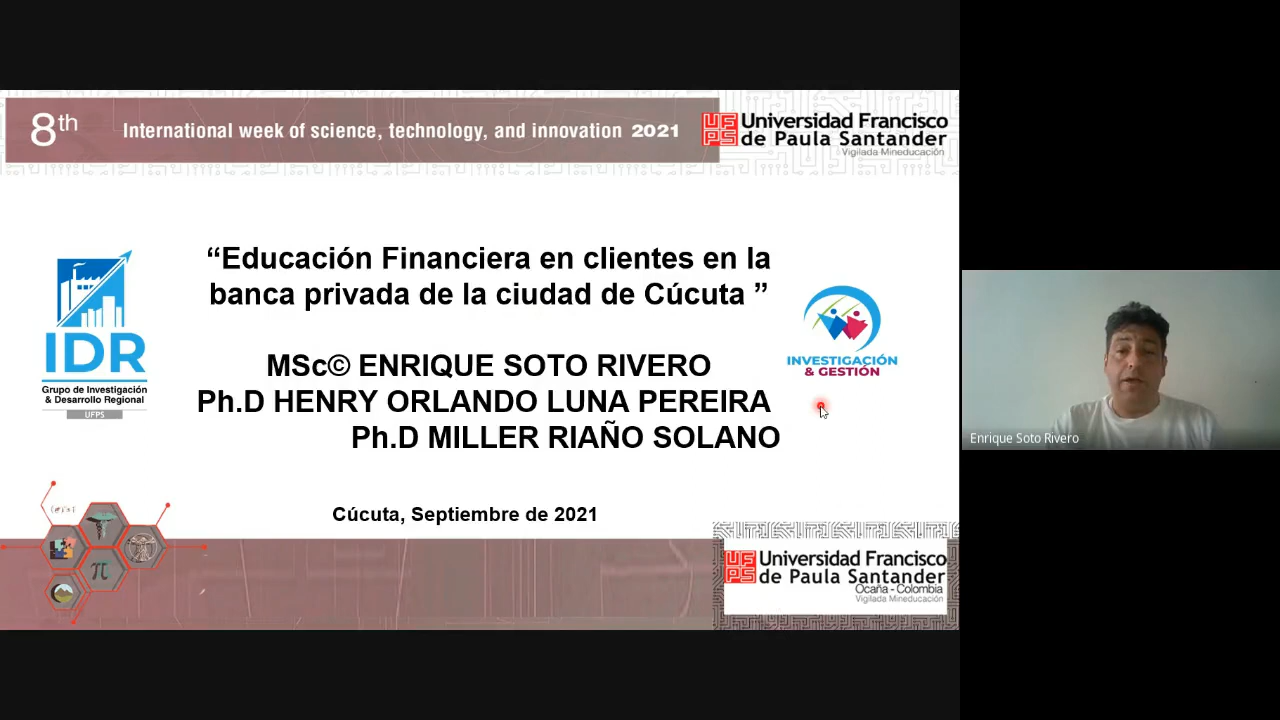 8th
International week of science, technology, and innovation 2021
UFPS
Universidad Francisco
de Paula Santander
Vigilada Mineducación
“Educación Financiera en clientes en la
banca privada de la ciudad de Cúcuta ”
IDR
Grupo de Investigación
& Desarrollo Regional
UFPS
INVESTIGACIÓN
& GESTIÓN
MSc© ENRIQUE SOTO RIVERO
Ph.D HENRY ORLANDO LUNA PEREIRA
Ph.D MILLER RIAÑO SOLANO
Enrique Soto Rivero
Cúcuta, Septiembre de 2021
π
UFPS
Universidad Francisco
de Paula Santander
Ocaña - Colombia
Vigilada Mineducación